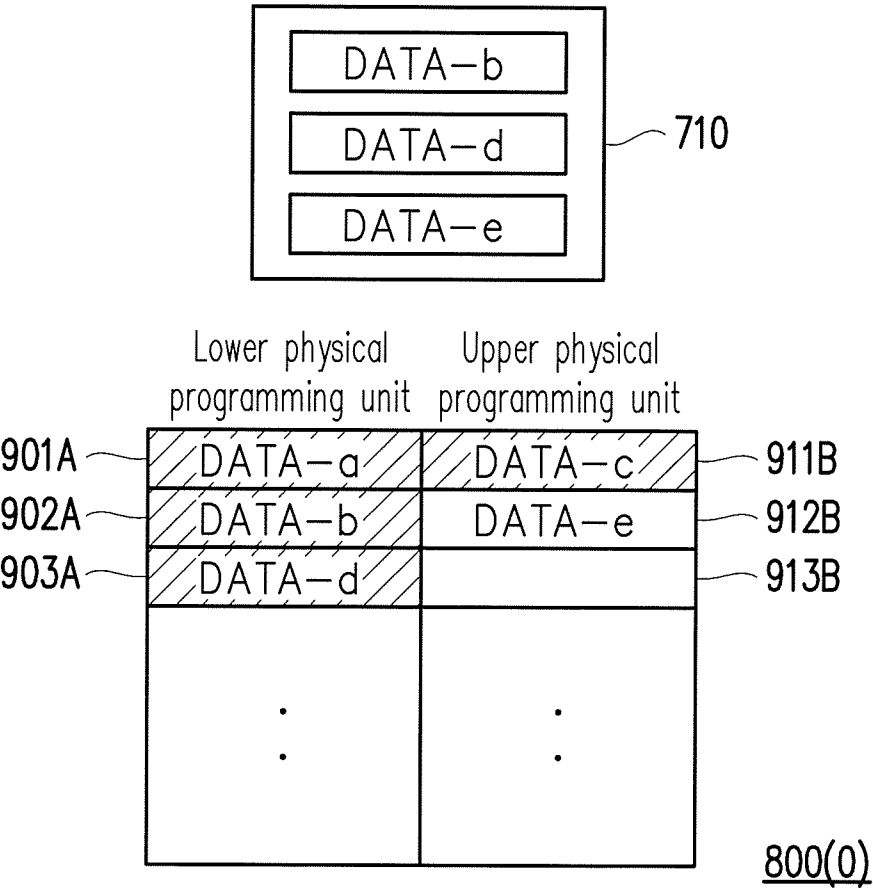 DATA-b
DATA-d
710
DATA-e
Lower physical Upper physical
programming unit programming unit
901A DATA-a DATA-c 911B
902A DATA-b DATA-e 912B
903A DATA-d 913B
800(0)